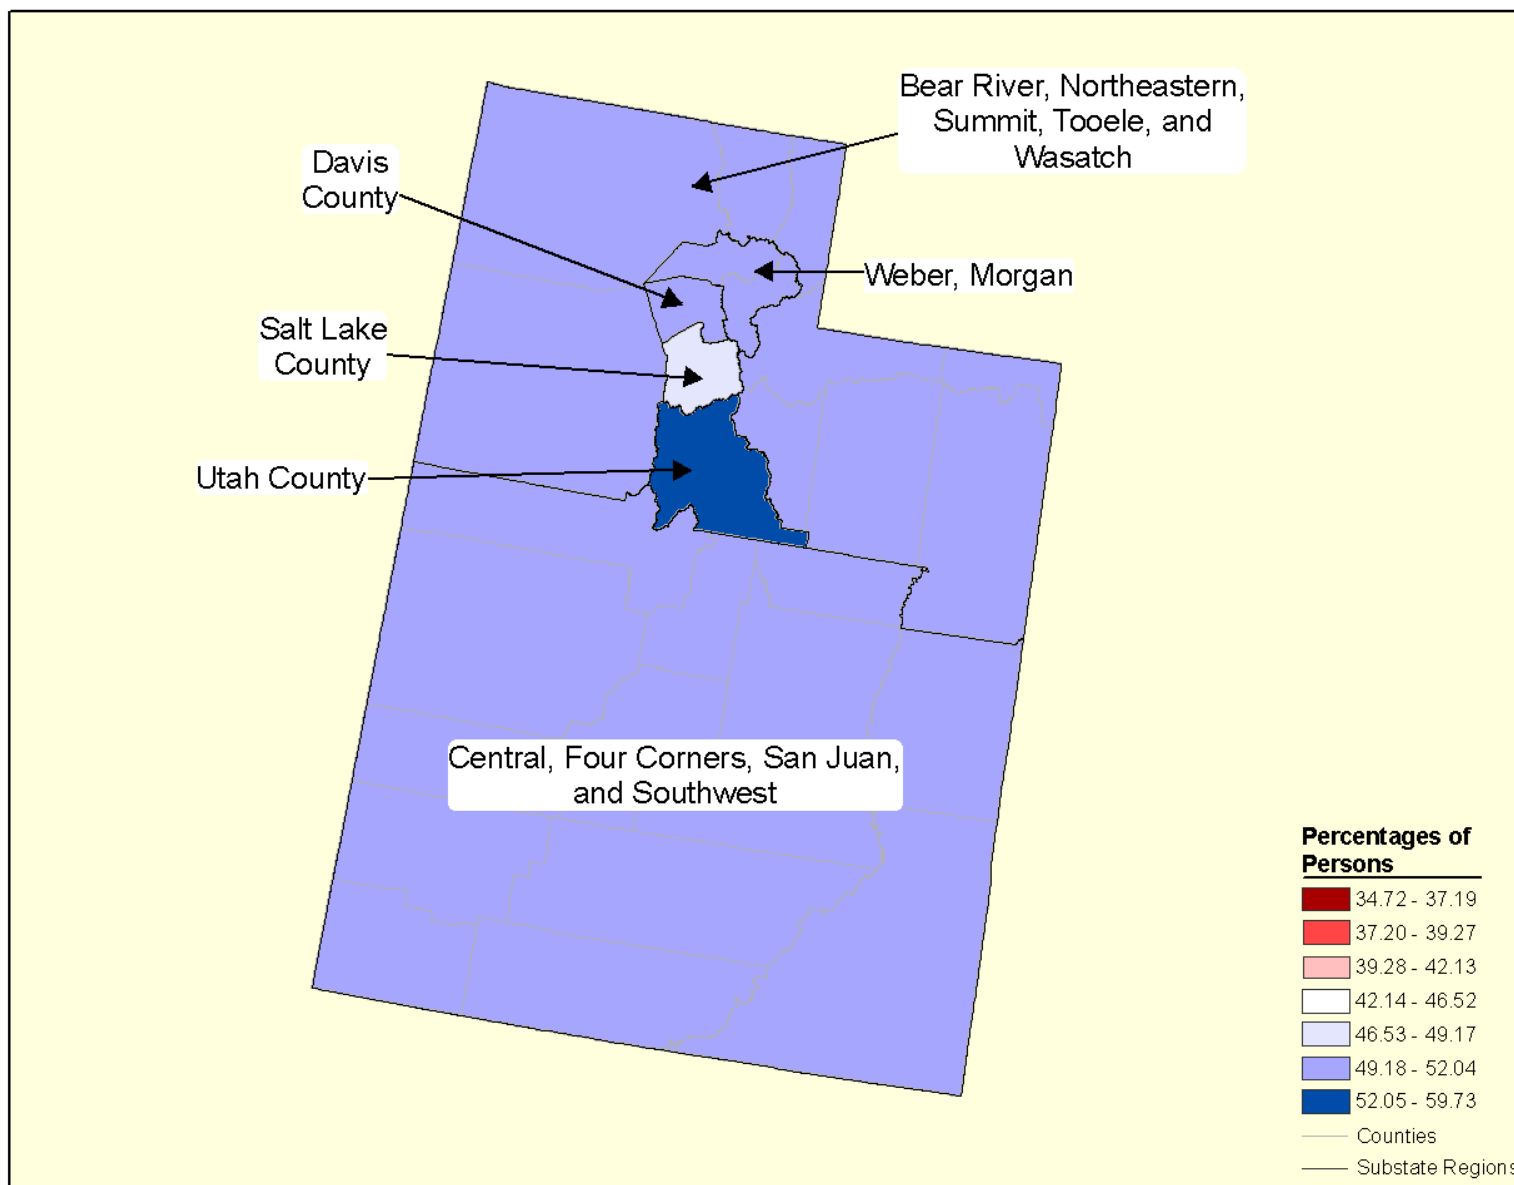 Bear River, Northeastern,
Summit, Tooele, and
Wasatch
Davis
County
Weber, Morgan
Salt Lake
County
Utah County
Central, Four Corners, San Juan,
and Southwest
Percentages of
Persons
34.72 - 37.19
37.20 - 39.27
39.28 - 42.13
42.14 - 46.52
46.53 - 49.17
49.18 - 52.04
52.05 - 59.73
Counties
Substate Regions